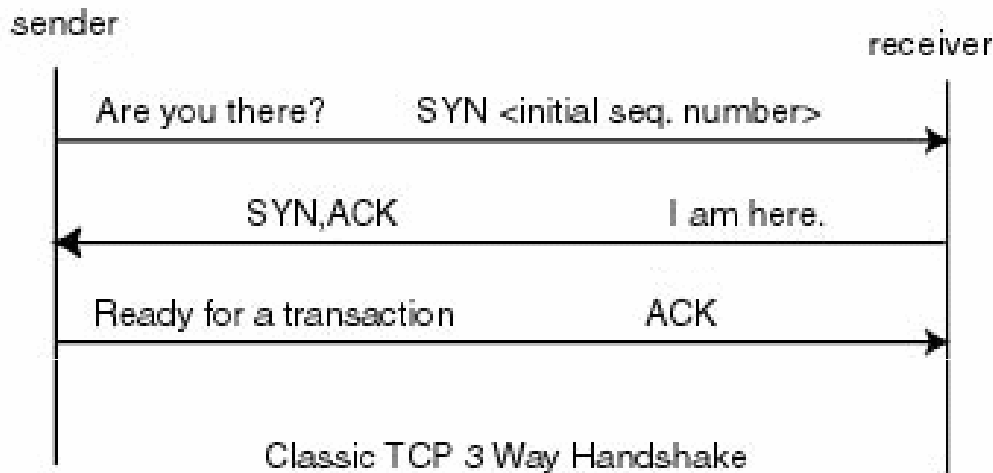 sender
receiver
Are you there? SYN <initial seq. number>
SYN,ACK I am here.
Ready for a transaction ACK
Classic TCP 3 Way Handshake